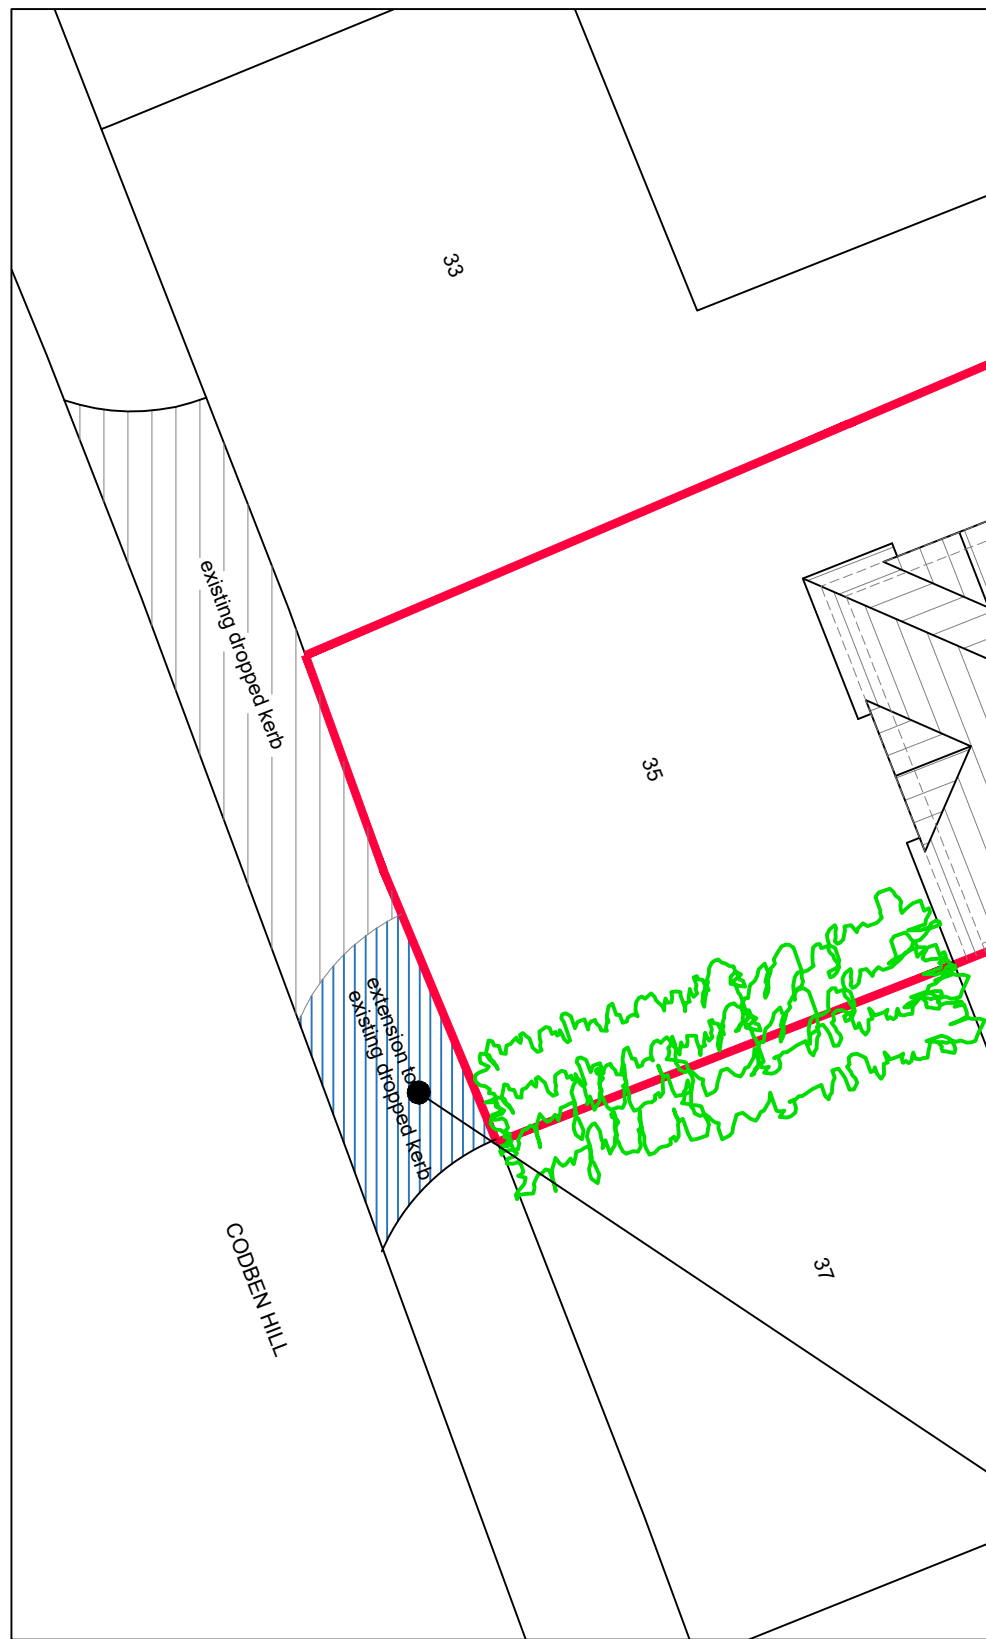 33
existing dropped kerb
35
extension to
existing dropped kerb
CODBEN HILL
37